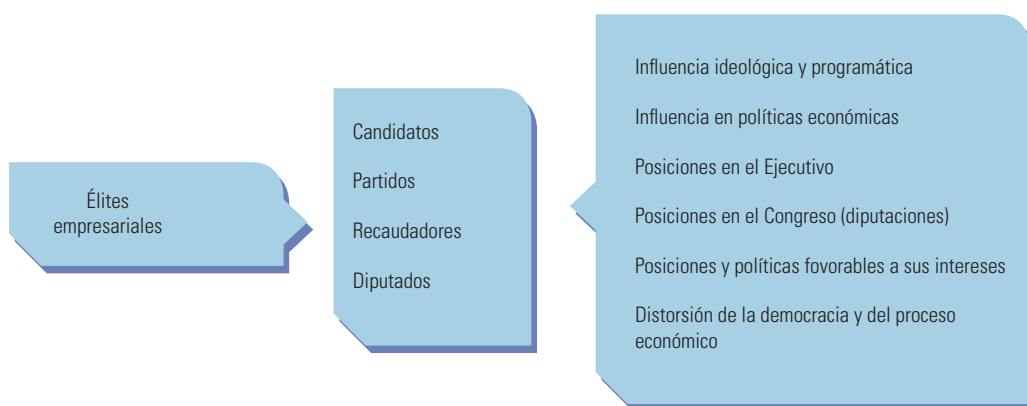 Élites
empresariales
Candidatos
Partidos
Recaudadores
Diputados
Influencia ideológica y programática
Influencia en políticas económicas
Posiciones en el Ejecutivo
Posiciones en el Congreso (diputaciones)
Posiciones y políticas fovorables a sus intereses
Distorsión de la democracia y del proceso
económico